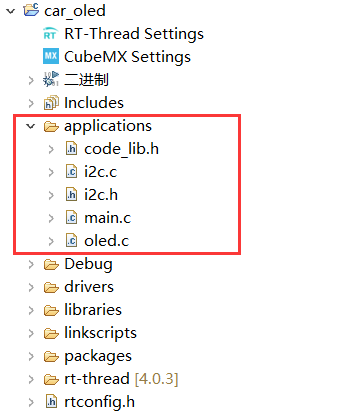 car_oled
RT-Thread Settings
CubeMX Settings
二进制
Includes
applications
code_lib.h
i2c.c
i2c.h
main.c
oled.c
Debug
drivers
libraries
linkscripts
packages
rt-thread [4.0.3]
rtconfig.h